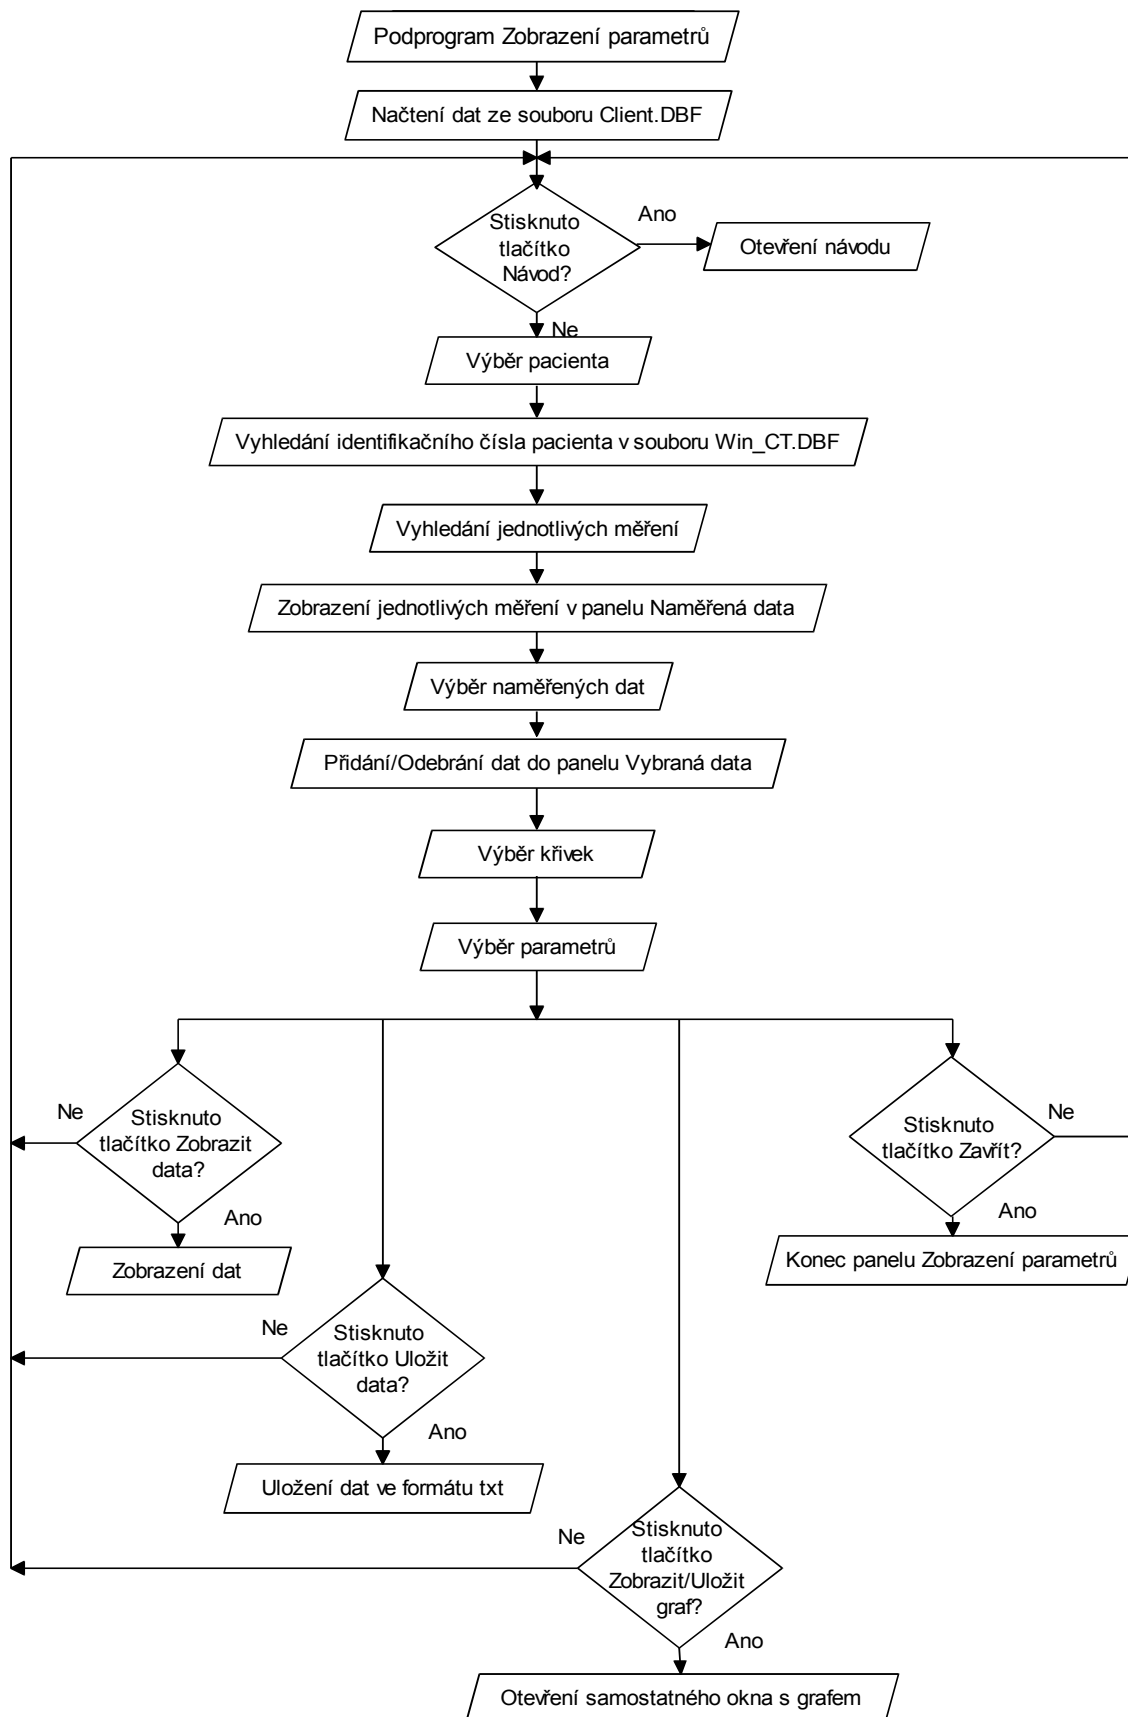 Podprogram Zobrazení parametrů
Načtení dat ze souboru Client.DBF
Stisknuto
tlačítko
Návod?
Ano
Otevření návodu
Ne
Výběr pacienta
Vyhledání identifikačního čísla pacienta v souboru Win_CT.DBF
Vyhledání jednotlivých měření
Zobrazení jednotlivých měření v panelu Naměřená data
Výběr naměřených dat
Přidání/Odebrání dat do panelu Vybraná data
Výběr křivek
Výběr parametrů
Ne
Stisknuto
tlačítko Zobrazit
data?
Ano
Zobrazení dat
Stisknuto
tlačítko Zavřít?
Ne
Ano
Konec panelu Zobrazení parametrů
Ne
Stisknuto
tlačítko Uložit
data?
Ano
Uložení dat ve formátu txt
Ne
Stisknuto
tlačítko
Zobrazit/Uložit
graf?
Ano
Otevření samostatného okna s grafem